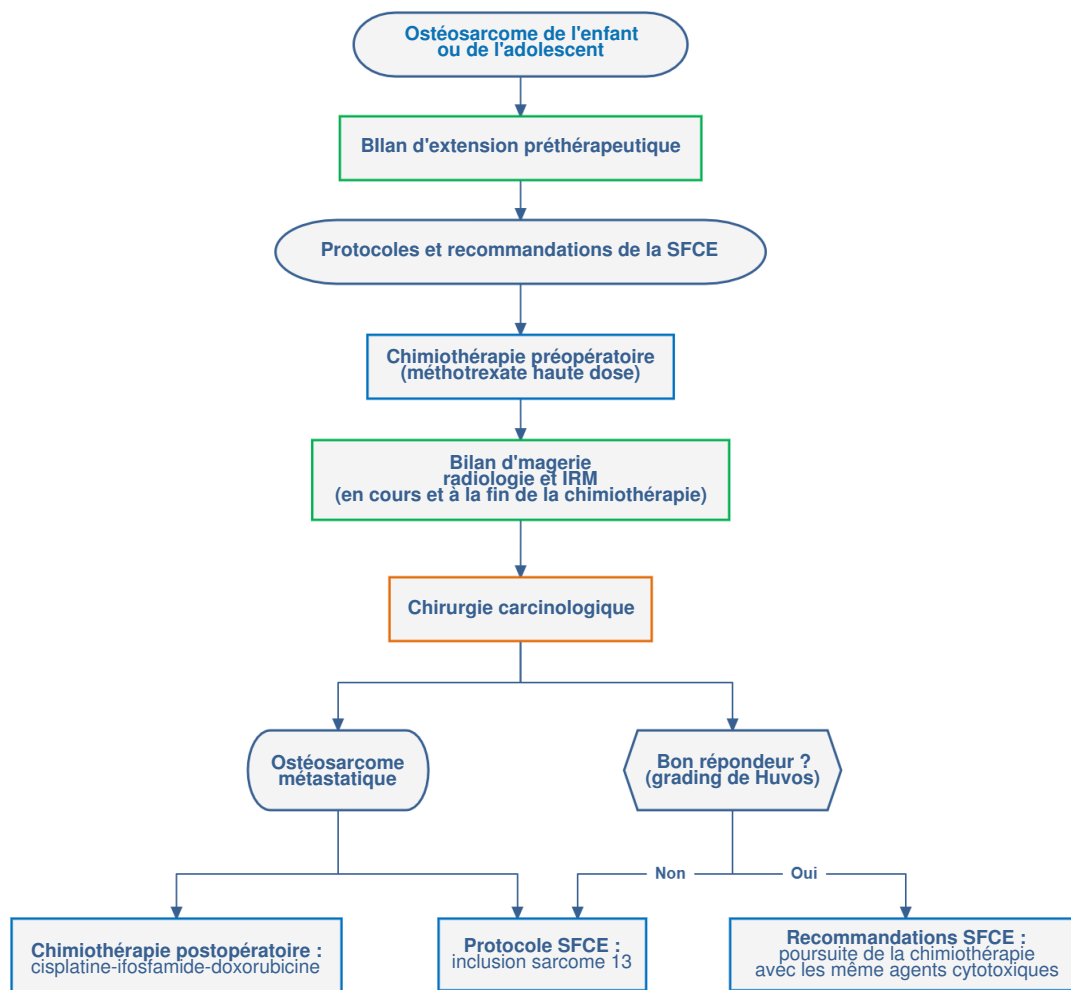 Ostéosarcome de l'enfant
ou de l'adolescent
BIlan d'extension préthérapeutique
Protocoles et recommandations de la SFCE
Chimiothérapie préopératoire
(méthotrexate haute dose)
Bilan d'magerie
radiologie et IRM
(en cours et à la fin de la chimiothérapie)
Chirurgie carcinologique
Ostéosarcome
métastatique
Bon répondeur ?
(grading de Huvos)
Non
Oui
Chimiothérapie postopératoire :
cisplatine-ifosfamide-doxorubicine
Protocole SFCE :
inclusion sarcome 13
Recommandations SFCE :
poursuite de la chimiothérapie
avec les même agents cytotoxiques